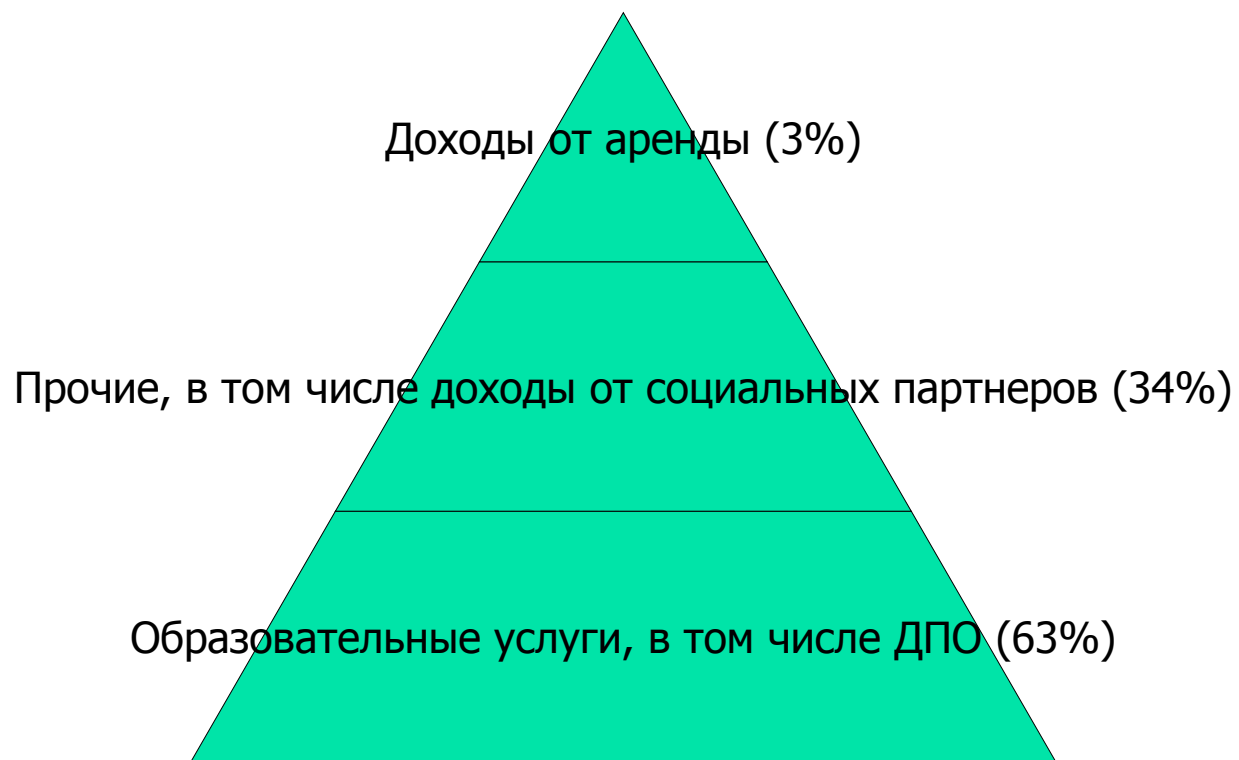 Доходы от аренды (3%)
Прочие, в том числе доходы от социальных партнеров (34%)
Образовательные услуги, в том числе ДПО (63%)